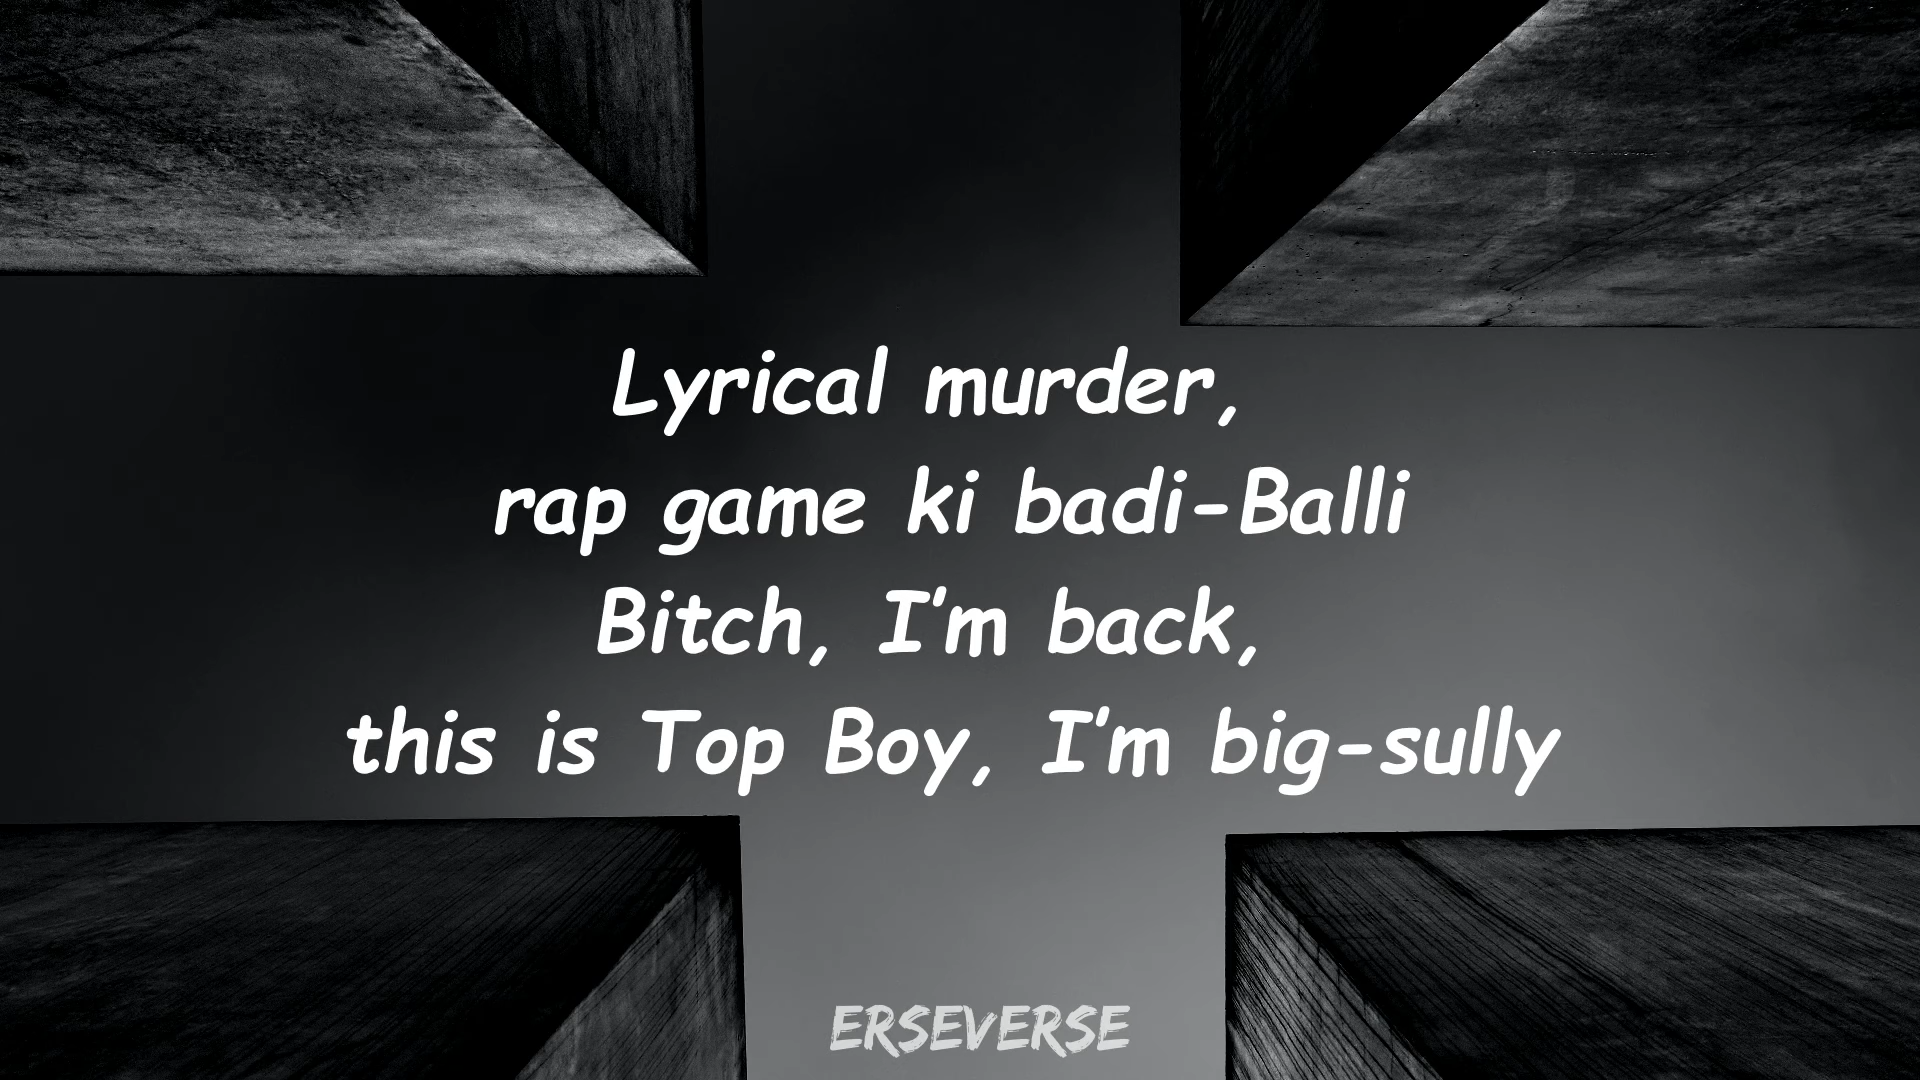 Lyrical murder,
rap game ki badi-Balli
Bitch, I'm back,
this is Top Boy, I'm big-sully
ERSEVERSE